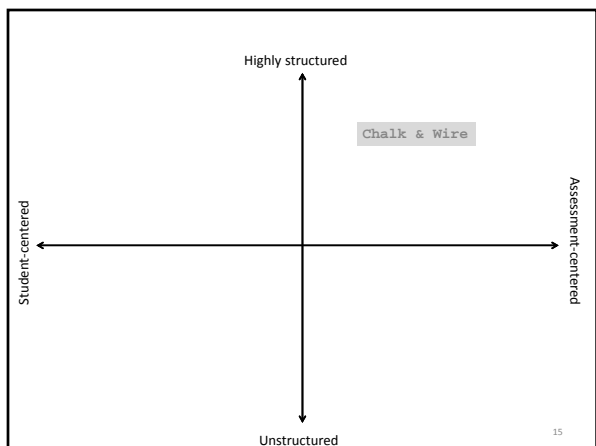 Highly structured
Chalk & Wire
Student-centered
Assessment-centered
Unstructured
15